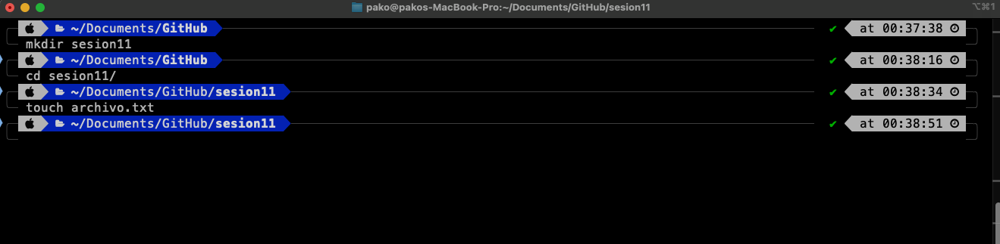 pako@pakos-MacBook-Pro:~/Documents/GitHub/sesion11 ⌥⌘1
~/Documents/GitHub ✔ at 00:37:38
mkdir sesion11
~/Documents/GitHub ✔ at 00:38:16
cd sesion11/
~/Documents/GitHub/sesion11 ✔ at 00:38:34
touch archivo.txt
~/Documents/GitHub/sesion11 ✔ at 00:38:51